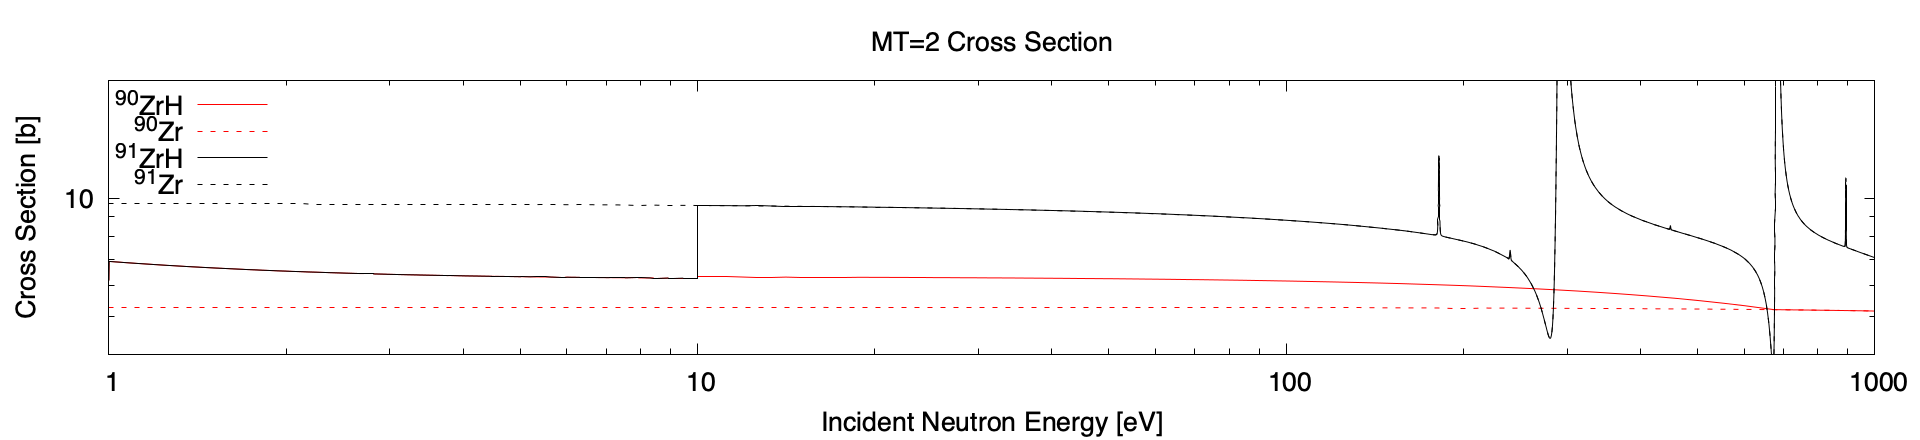 MT=2 Cross Section
90ZrH
90Zr
91ZrH
91Zr
Cross Section [b]
10
1 10 100 1000
Incident Neutron Energy [eV]